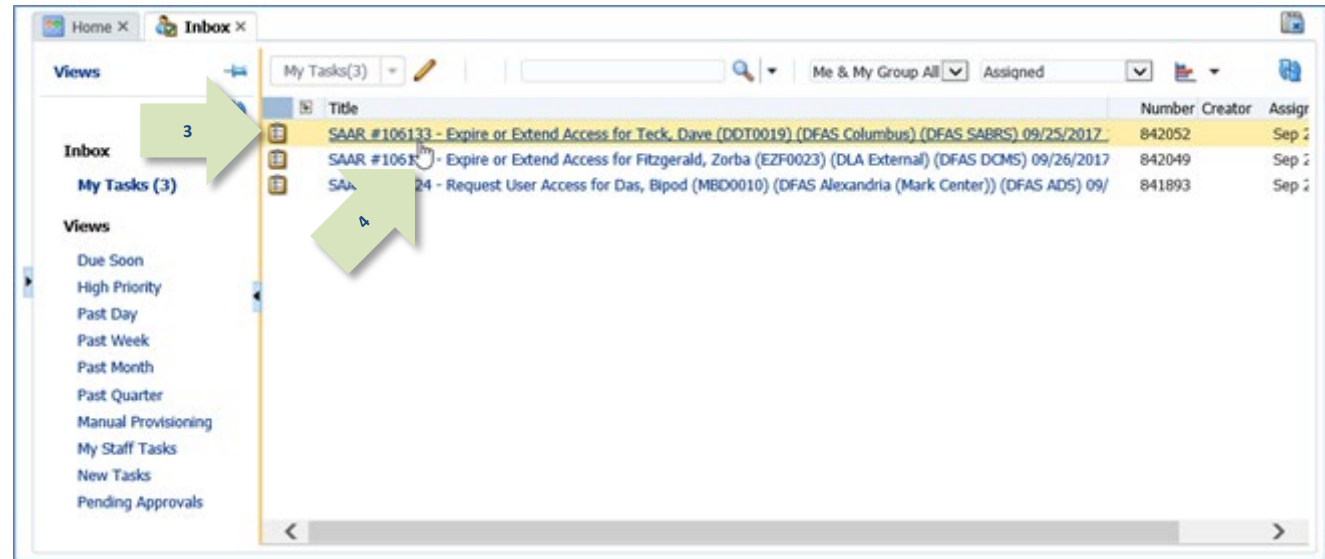 Home × Inbox ×
Views My Tasks(3) Me & My Group All Assigned
Title Number Creator Assigr
3 SAAR #106133 - Expire or Extend Access for Teck, Dave (DDT0019) (DFAS Columbus) (DFAS SABRS) 09/25/2017 842052 Sep 2
Inbox - Expire or Extend Access for Fitzgerald, Zorba (EZF0023) (DLA External) (DFAS DCMS) 09/26/2017 842049 Sep 2
My Tasks (3) - Request User Access for Das, Bipod (MBD0010) (DFAS Alexandria (Mark Center)) (DFAS ADS) 09/ 841893 Sep 2
4
Views
Due Soon
High Priority
Past Day
Past Week
Past Month
Past Quarter
Manual Provisioning
My Staff Tasks
New Tasks
Pending Approvals